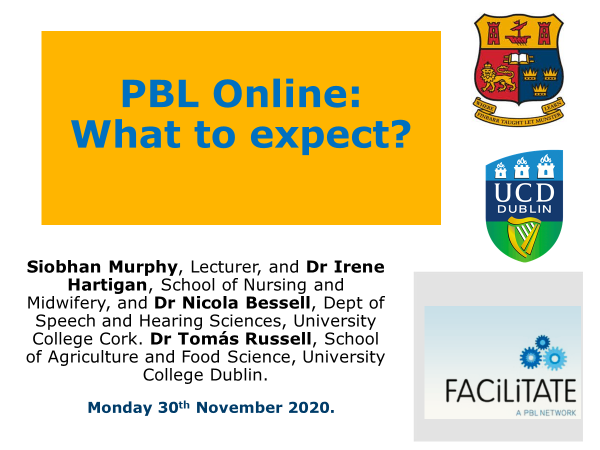 PBL Online:
What to expect?
WHERE FINBARR TAUGHT LET MUNSTER LEARN
UCD
DUBLIN
Siobhan Murphy, Lecturer, and Dr Irene
Hartigan, School of Nursing and
Midwifery, and Dr Nicola Bessell, Dept of
Speech and Hearing Sciences, University
College Cork. Dr Tomás Russell, School
of Agriculture and Food Science, University
College Dublin.
Monday 30th November 2020.
FACiLiTATE
A PBL NETWORK